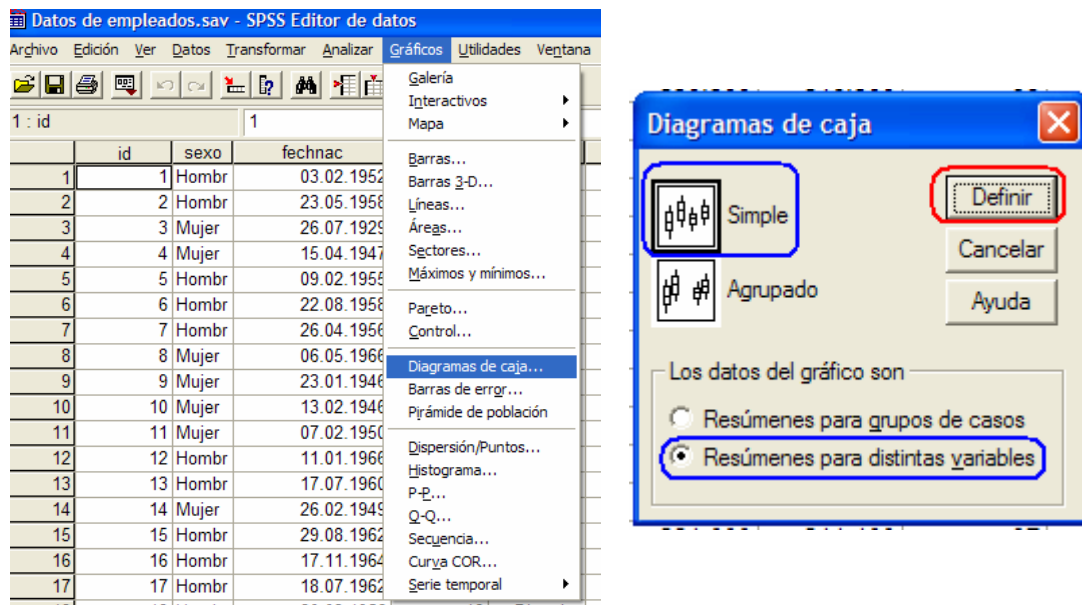 Datos de empleados.sav - SPSS Editor de datos
Archivo Edición Ver Datos Transformar Analizar Gráficos Utilidades Ventana
1 : id 1
id sexo fechnac
1 1 Hombr 03.02.1952
2 2 Hombr 23.05.1958
3 3 Mujer 26.07.1929
4 4 Mujer 15.04.1947
5 5 Hombr 09.02.1955
6 6 Hombr 22.08.1958
7 7 Hombr 26.04.1956
8 8 Mujer 06.05.1966
9 9 Mujer 23.01.1946
10 10 Mujer 13.02.1946
11 11 Mujer 07.02.1950
12 12 Hombr 11.01.1966
13 13 Hombr 17.07.1960
14 14 Mujer 26.02.1949
15 15 Hombr 29.08.1962
16 16 Hombr 17.11.1964
17 17 Hombr 18.07.1962
Galería
Interactivos
Mapa
Barras...
Barras 3-D...
Líneas...
Áreas...
Sectores...
Máximos y mínimos...
Pareto...
Control...
Diagramas de caja...
Barras de error...
Pirámide de población
Dispersión/Puntos...
Histograma...
P-P...
Q-Q...
Secuencia...
Curva COR...
Serie temporal
Diagramas de caja
Simple
Agrupado
Definir
Cancelar
Ayuda
Los datos del gráfico son
Resúmenes para grupos de casos
Resúmenes para distintas variables